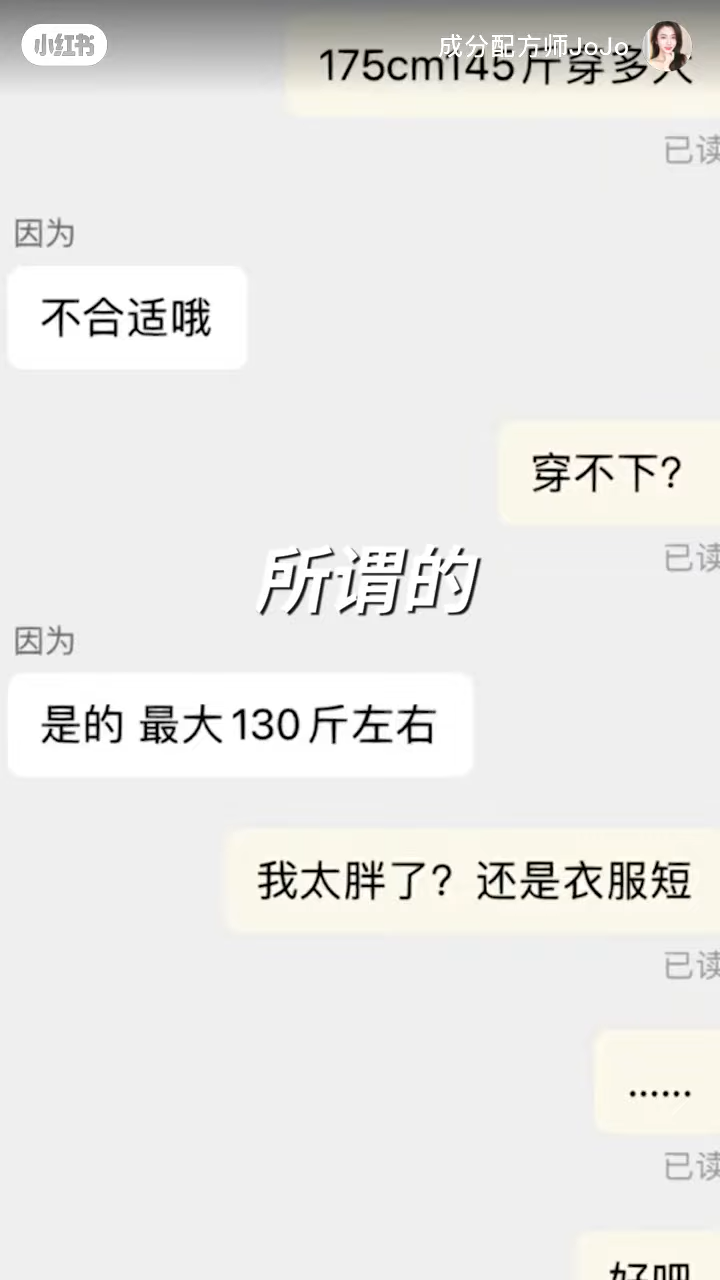 小红书
成分配方师JoJo
175cm145斤穿多大
已读
因为
不合适哦
穿不下?
已读
所谓的
因为
是的 最大130斤左右
我太胖了? 还是衣服短
已读
......
已读
好吧